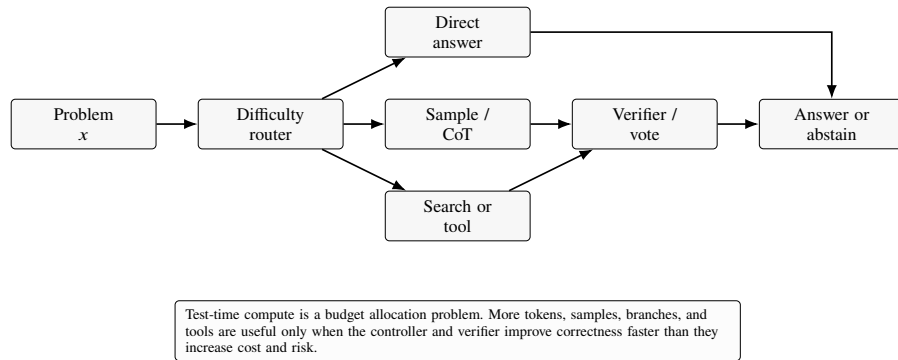 Direct
answer
Problem
x
Difficulty
router
Sample /
CoT
Verifier /
vote
Answer or
abstain
Search or
tool
Test-time compute is a budget allocation problem. More tokens, samples, branches, and
tools are useful only when the controller and verifier improve correctness faster than they
increase cost and risk.